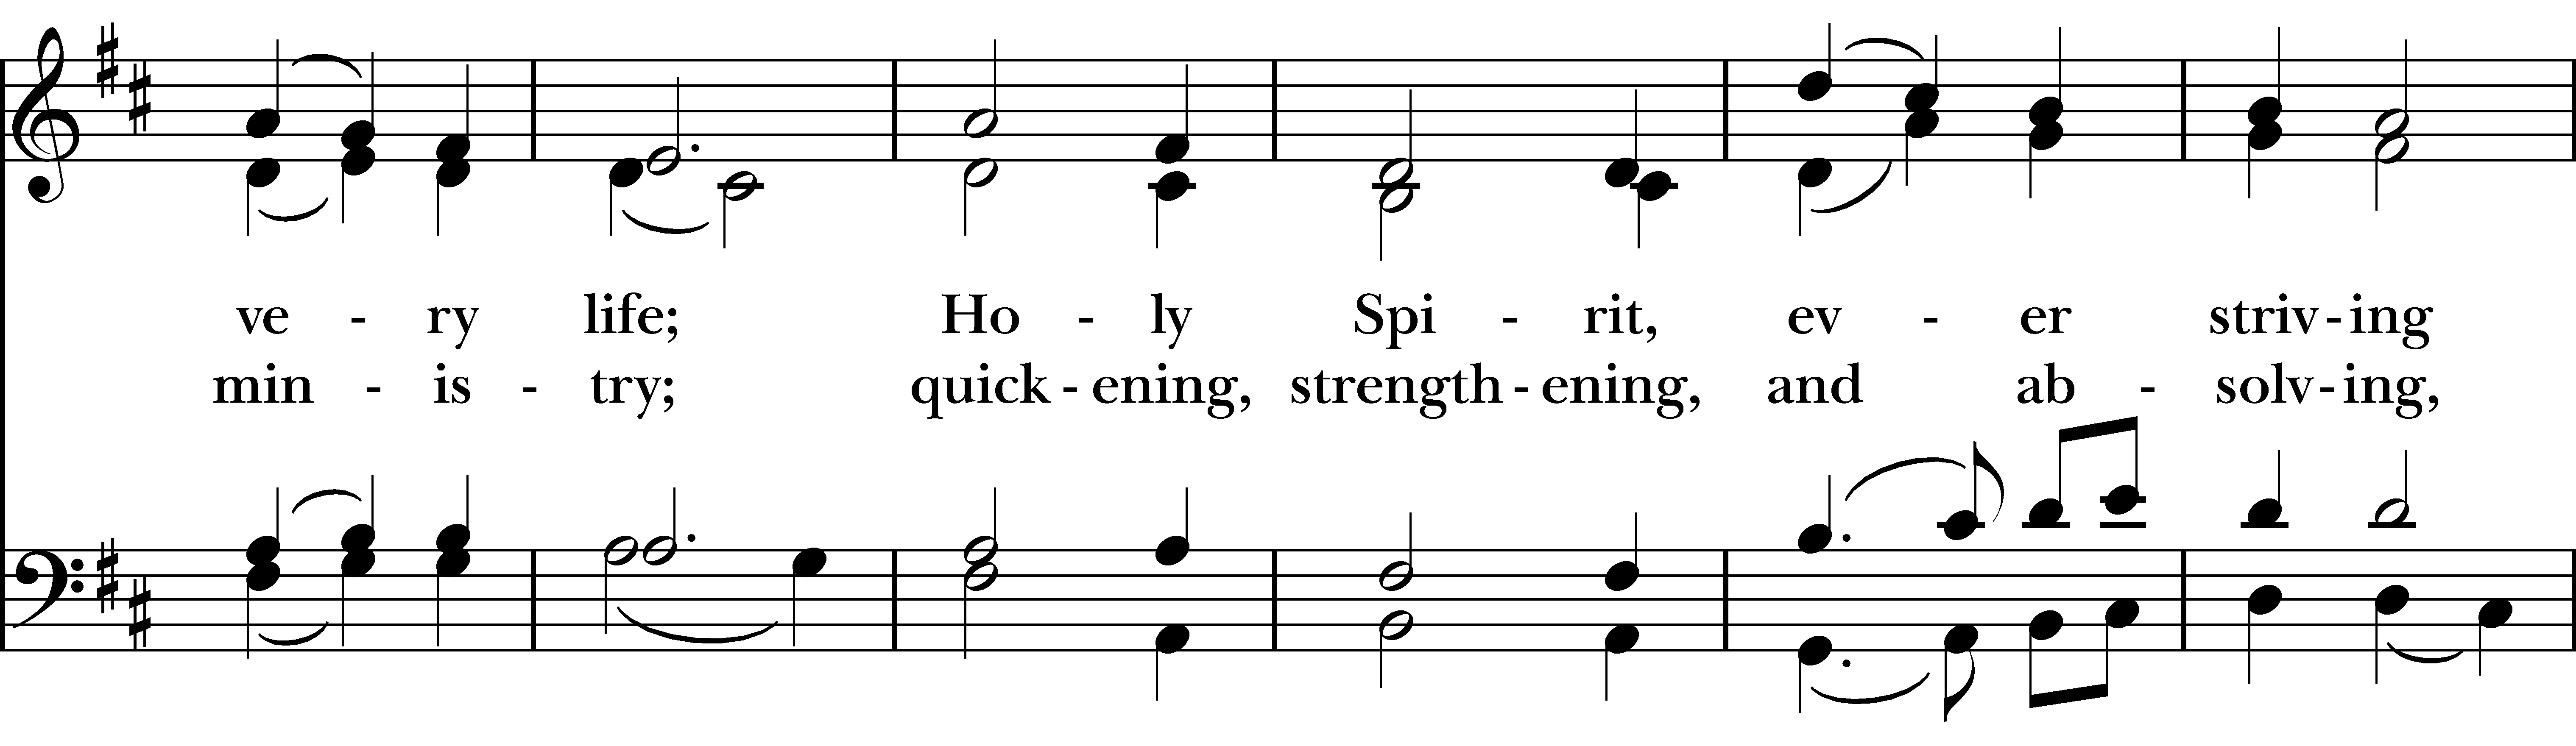 ve - ry life; Ho - ly Spi - rit, ev - er striv - ing
min - is - try; quick - ening, strength - ening, and ab - solv - ing,